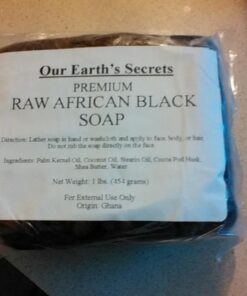 Our Earth's Secrets
PREMIUM
RAW AFRICAN BLACK
SOAP
Direction: Lather soap in hand or washcloth and apply to face, body, or hair
Do not rub the soap directly on the face.
Ingredients: Palm Kernel Oil, Coconut Oil, Oil, Cocoa Pod Husk,
Shea Butter, Water
Net Weight: 1 lbs. (454 grams)
For External Use Only
Origin: Ghana